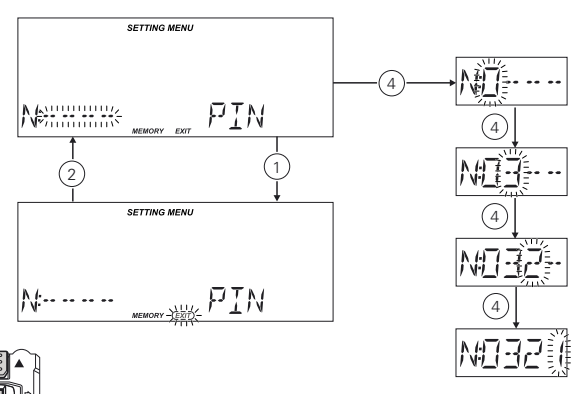 SETTING MENU
N:---- PIN
MEMORY EXIT
2
1
SETTING MENU
N:---- PIN
MEMORY EXIT
4
N:0---
4
N:03--
4
N:032-
4
N:0321